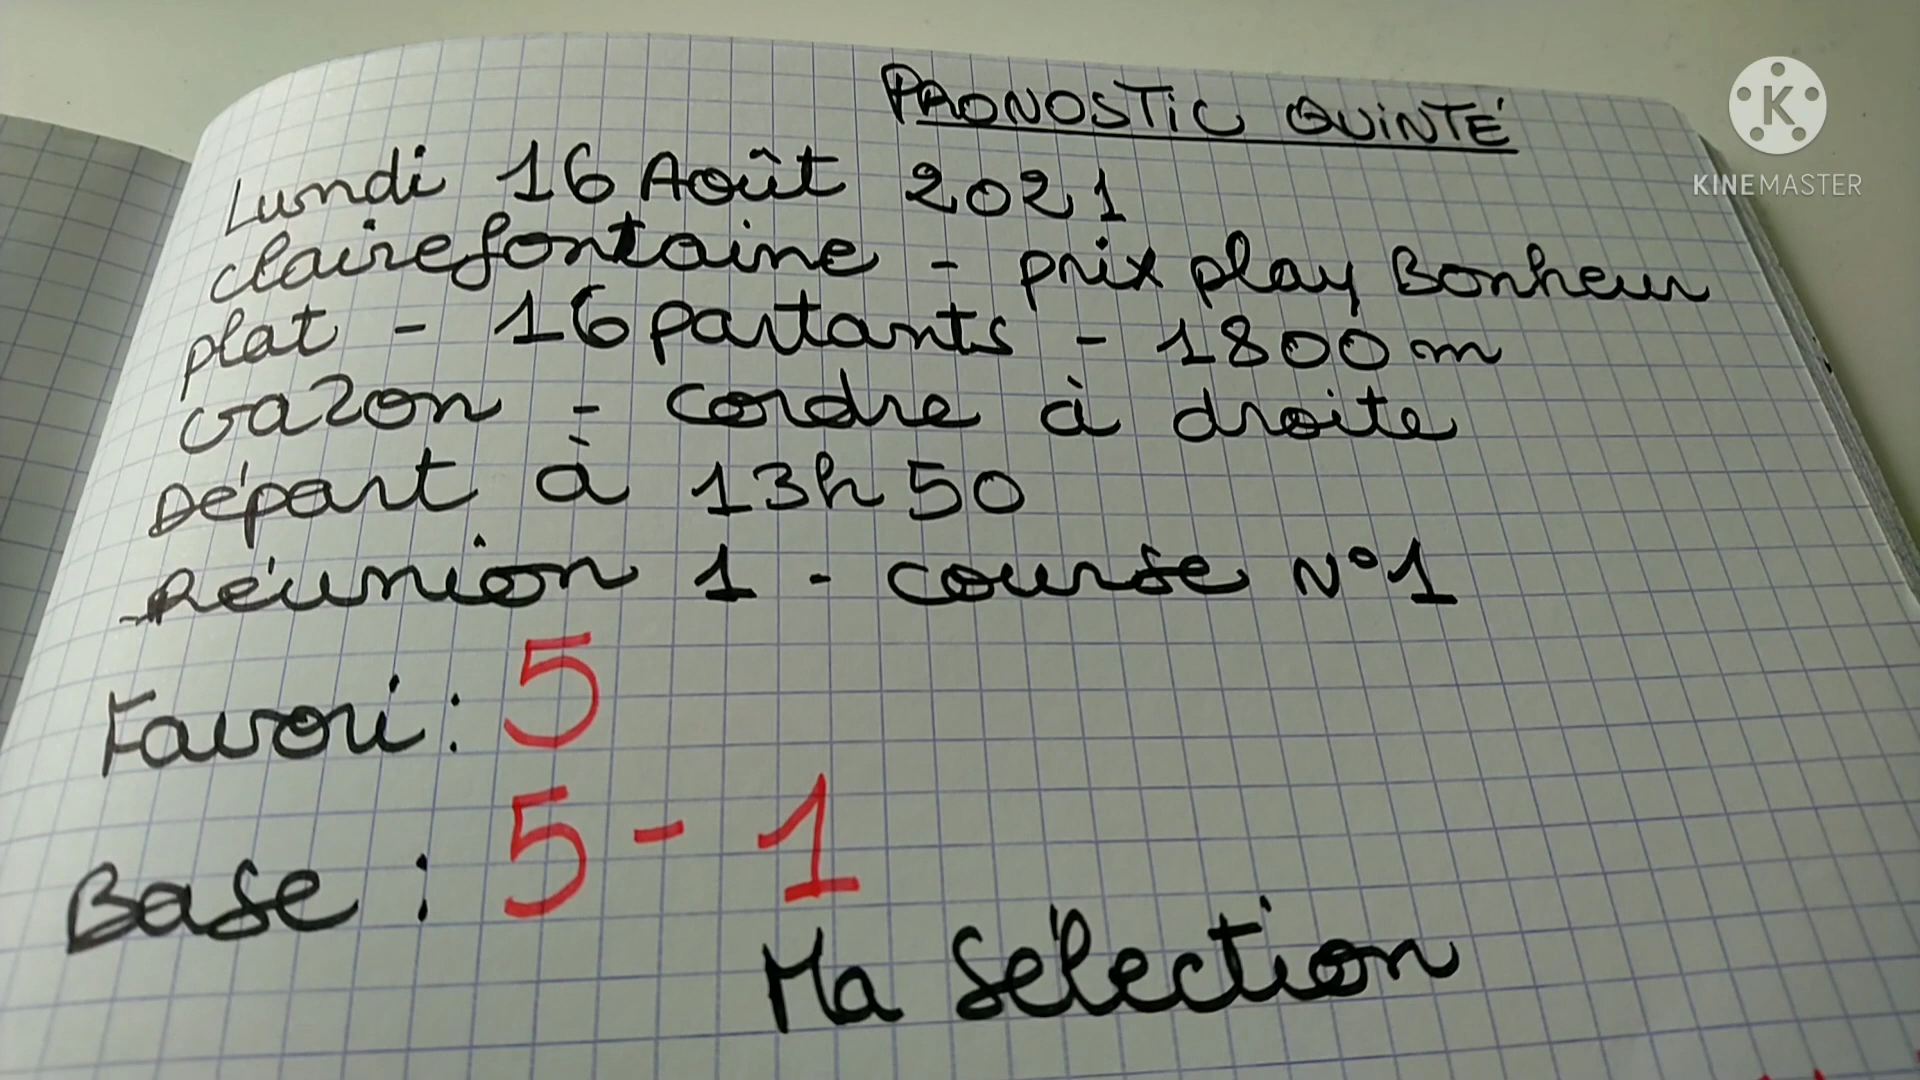 PRONOSTIC QUINTÉ
K
KINEMASTER
Lundi 16 Août 2021
Clairefontaine - prix play Bonheur
plat - 16 partants - 1800 m
Gazon - cordre à droite
Départ à 13h50
Réunion 1 - course N°1
Favori : 5
Base : 5 - 1
Ma Sélection